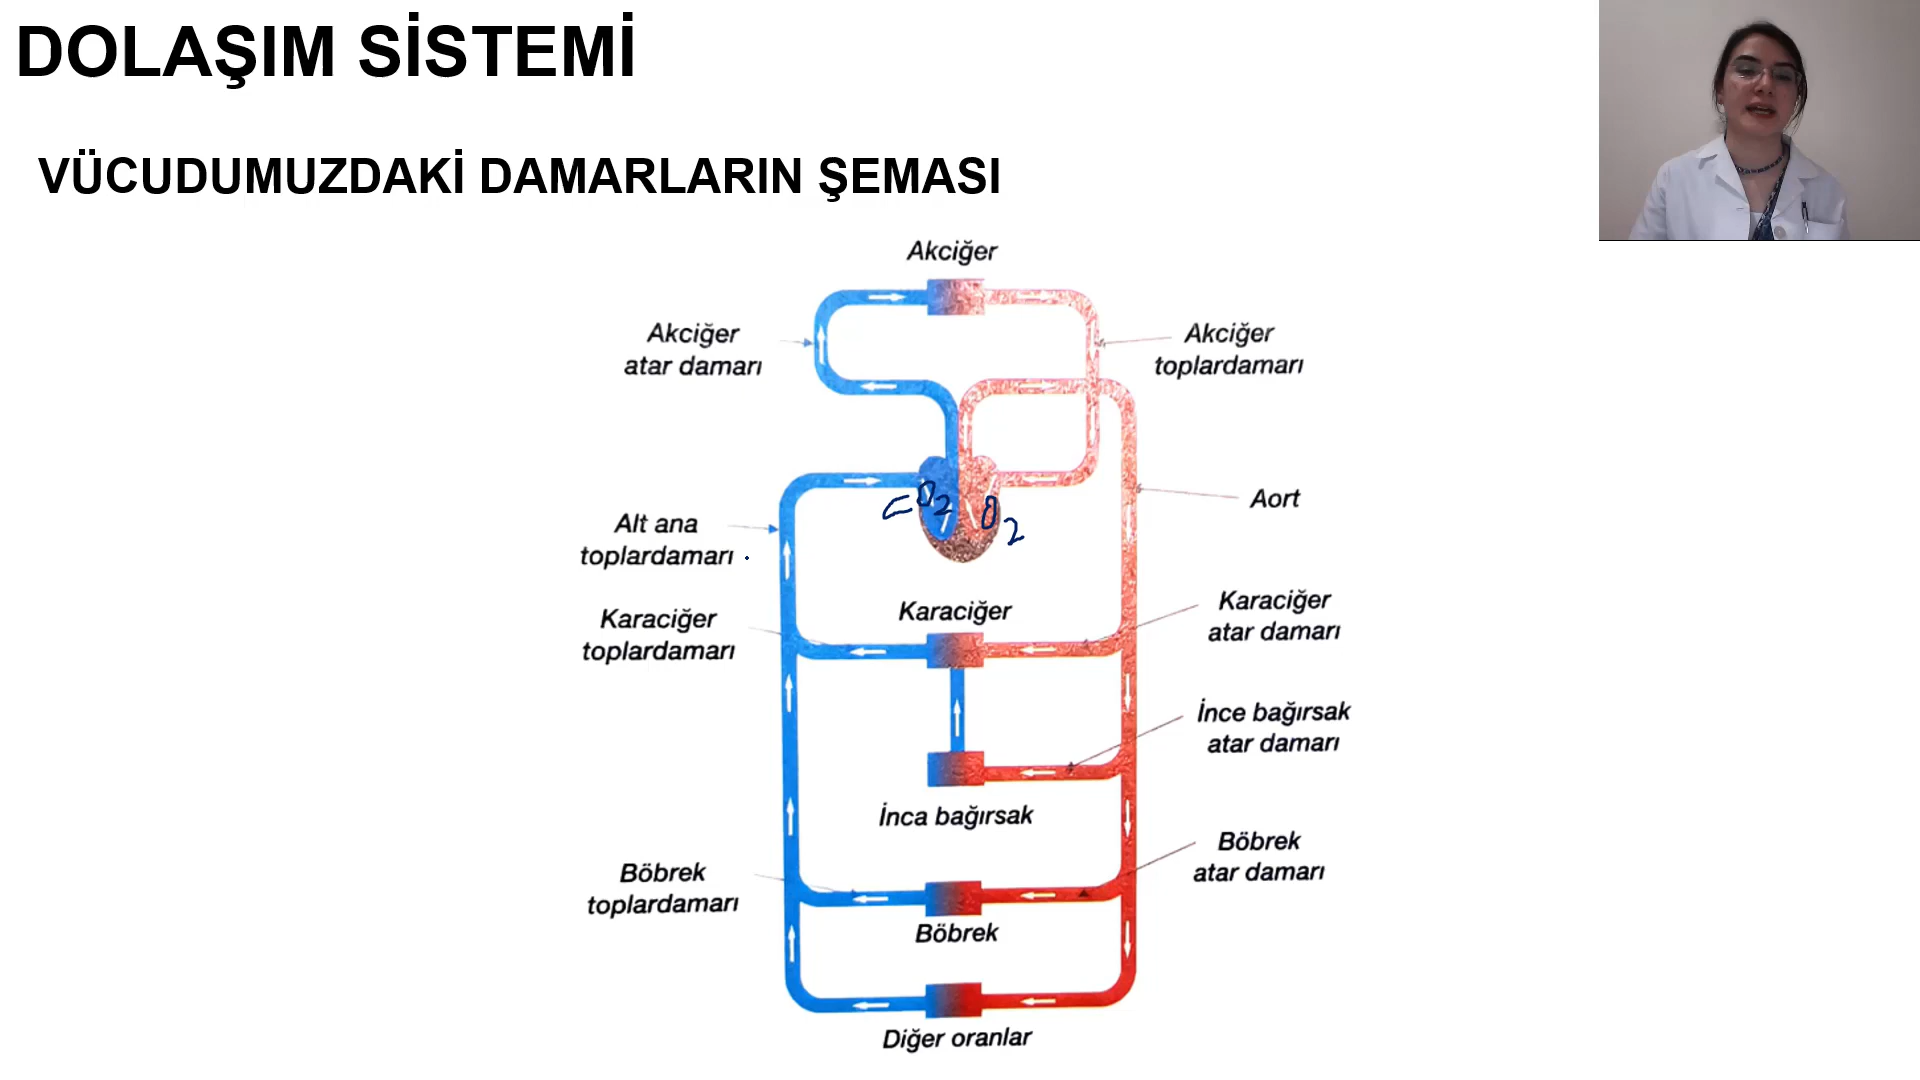 DOLAŞIM SİSTEMİ
VÜCUDUMUZDAKİ DAMARLARIN ŞEMASI
Akciğer
Akciğer
atar damarı
Akciğer
toplardamarı
CO2
O2
Aort
Alt ana
toplardamarı
Karaciğer
Karaciğer
toplardamarı
Karaciğer
atar damarı
İnce bağırsak
atar damarı
İnca bağırsak
Böbrek
atar damarı
Böbrek
toplardamarı
Böbrek
Diğer oranlar